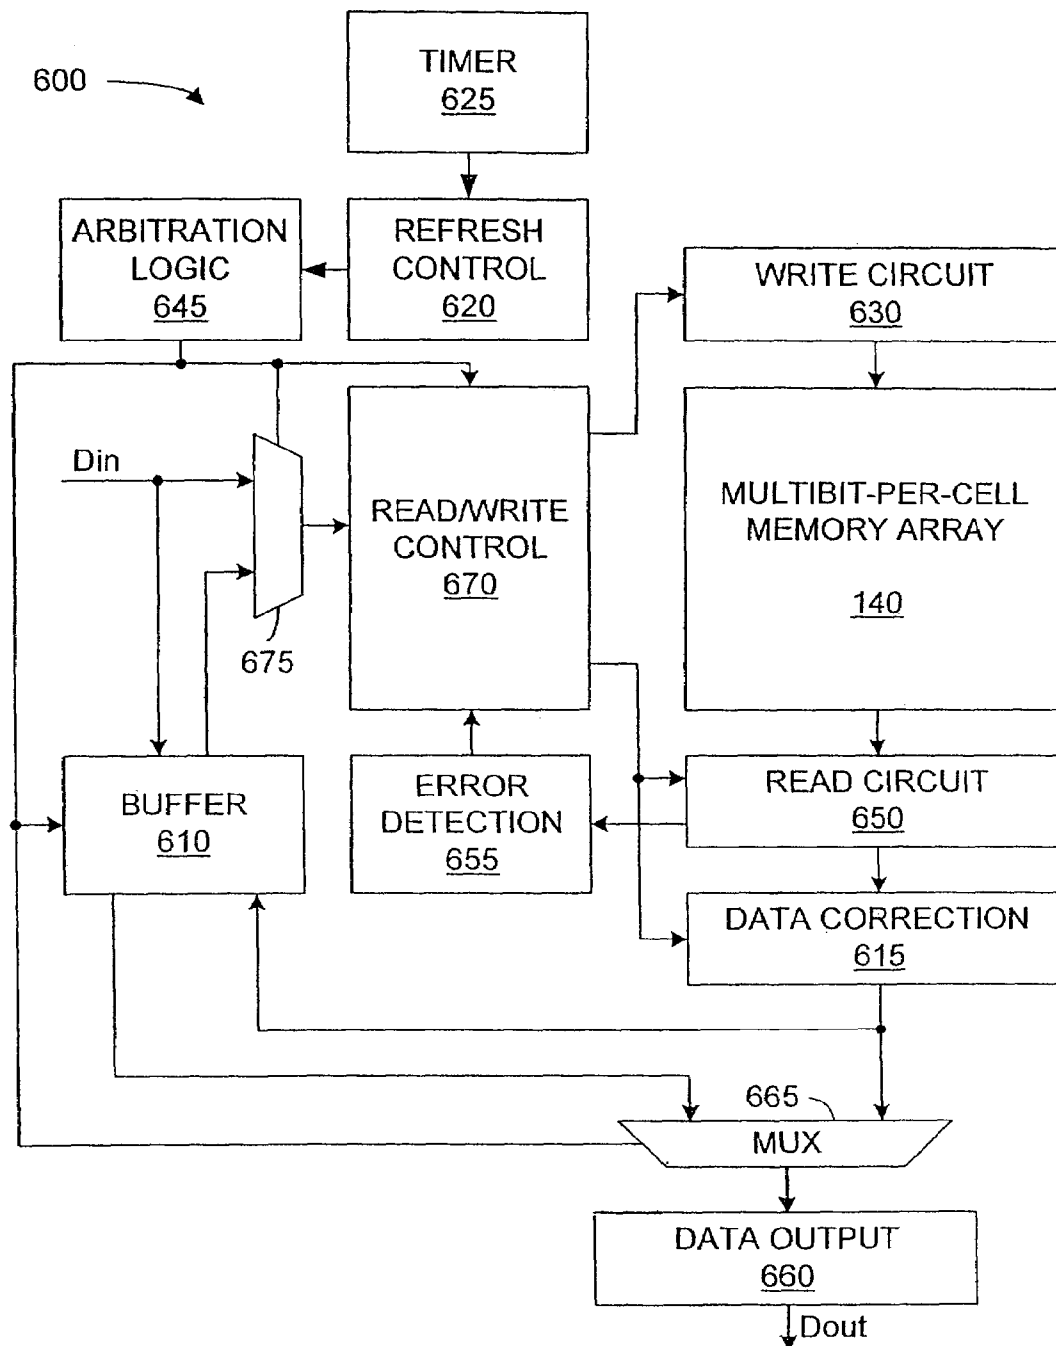 600
TIMER
625
ARBITRATION
LOGIC
645
REFRESH
CONTROL
620
WRITE CIRCUIT
630
Din
675
READ/WRITE
CONTROL
670
MULTIBIT-PER-CELL
MEMORY ARRAY
140
BUFFER
610
ERROR
DETECTION
655
READ CIRCUIT
650
DATA CORRECTION
615
665
MUX
DATA OUTPUT
660
Dout